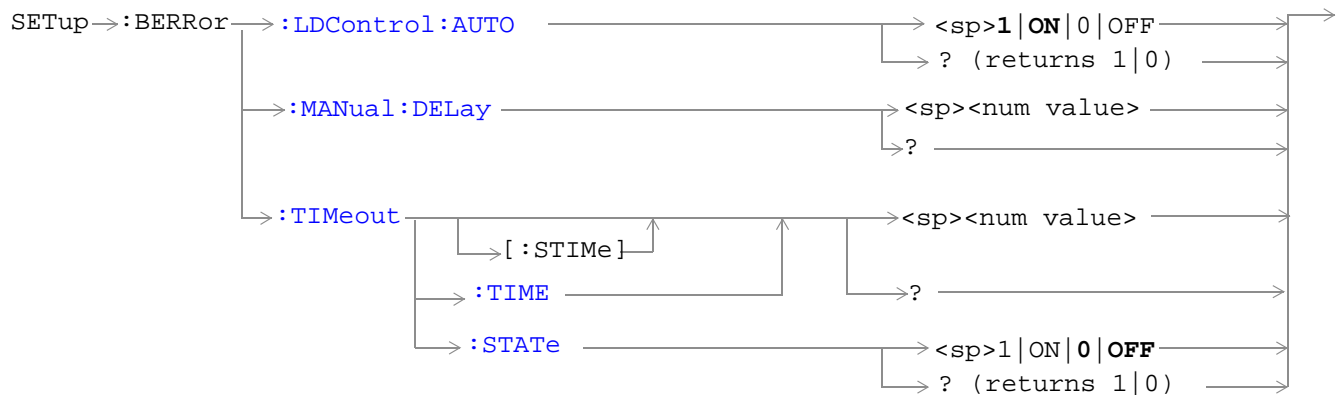 SETup :BERRor :LDControl:AUTO <sp>1|ON|0|OFF
? (returns 1|0)
:MANual:DELay <sp><num value>
?
:TIMeout <sp><num value>
[:STIMe]
:TIME ?
:STATe <sp>1|ON|0|OFF
? (returns 1|0)